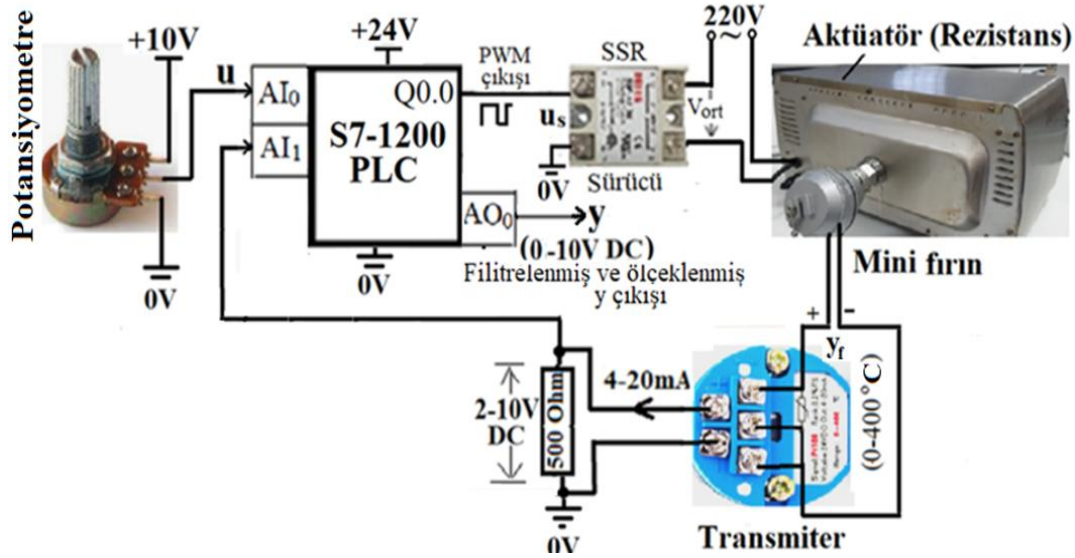 Potansiyometre
+10V
0V
u
+24V
AI0
AI1
S7-1200
PLC
Q0.0
AO0
0V
PWM
çıkışı
SSR
us
0V
Sürücü
220V
~
Vort
Aktüatör (Rezistans)
Mini fırın
y
(0-10V DC)
Filitrelenmiş ve ölçeklenmiş
y çıkışı
+ -
yf
(0-400°C)
4-20mA
2-10V
DC
500 Ohm
0V
Transmiter